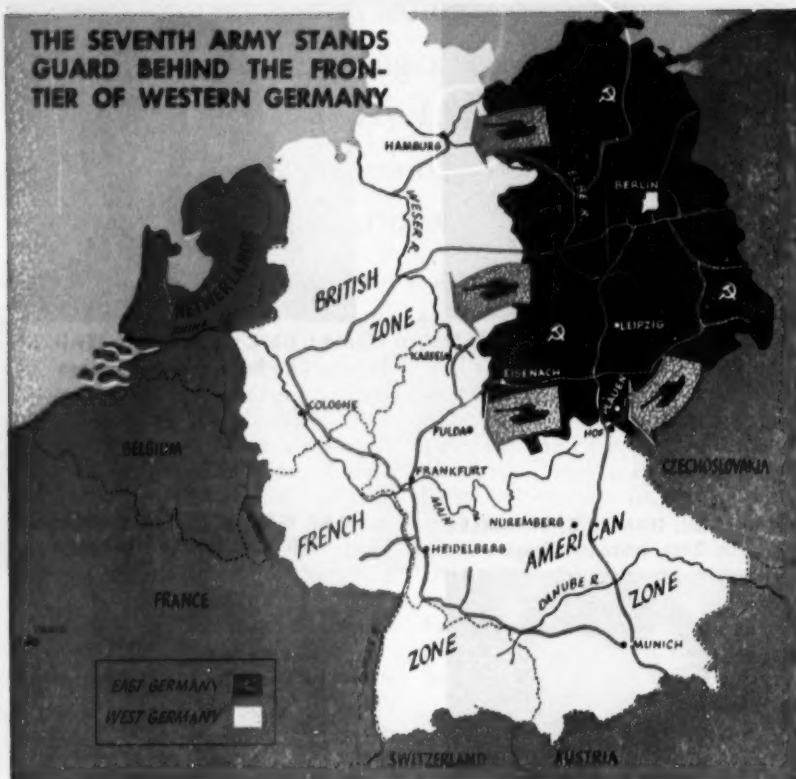 THE SEVENTH ARMY STANDS
GUARD BEHIND THE FRON-
TIER OF WESTERN GERMANY
HAMBURG
ELBE R.
BERLIN
WESER R.
NETHERLANDS
RHINE
BRITISH
ZONE
LEIPZIG
KASSEL
EISENACH
COLOGNE
PLAUEN
FULDA
HOF
BELGIUM
CZECHOSLOVAKIA
FRANKFURT
MAIN
NUREMBERG
FRENCH
AMERICAN
HEIDELBERG
DANUBE R.
FRANCE
ZONE
ZONE
MUNICH
EAST GERMANY
WEST GERMANY
SWITZERLAND
AUSTRIA